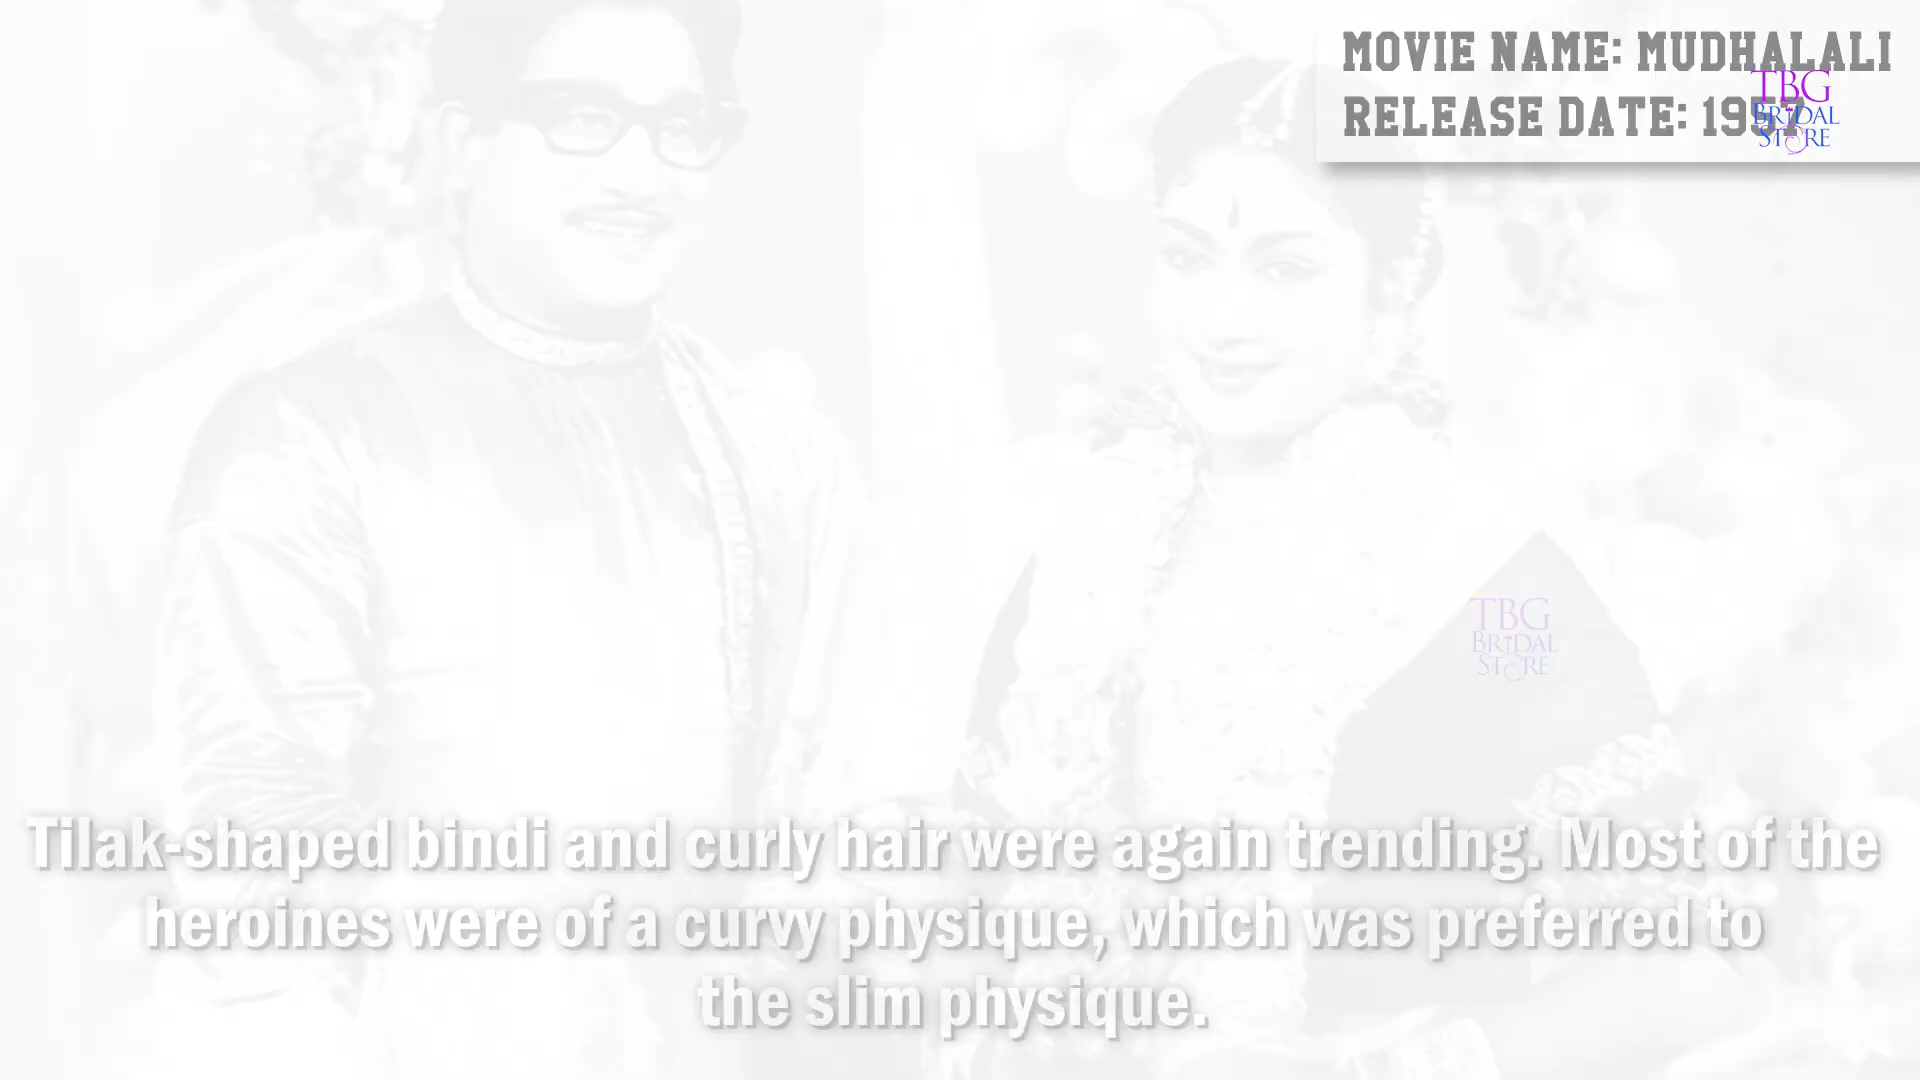 MOVIE NAME: MUDHALALI
RELEASE DATE: 1957
TBG
BRIDAL
STORE
TBG
BRIDAL
STORE
Tilak-shaped bindi and curly hair were again trending. Most of the
heroines were of a curvy physique, which was preferred to
the slim physique.